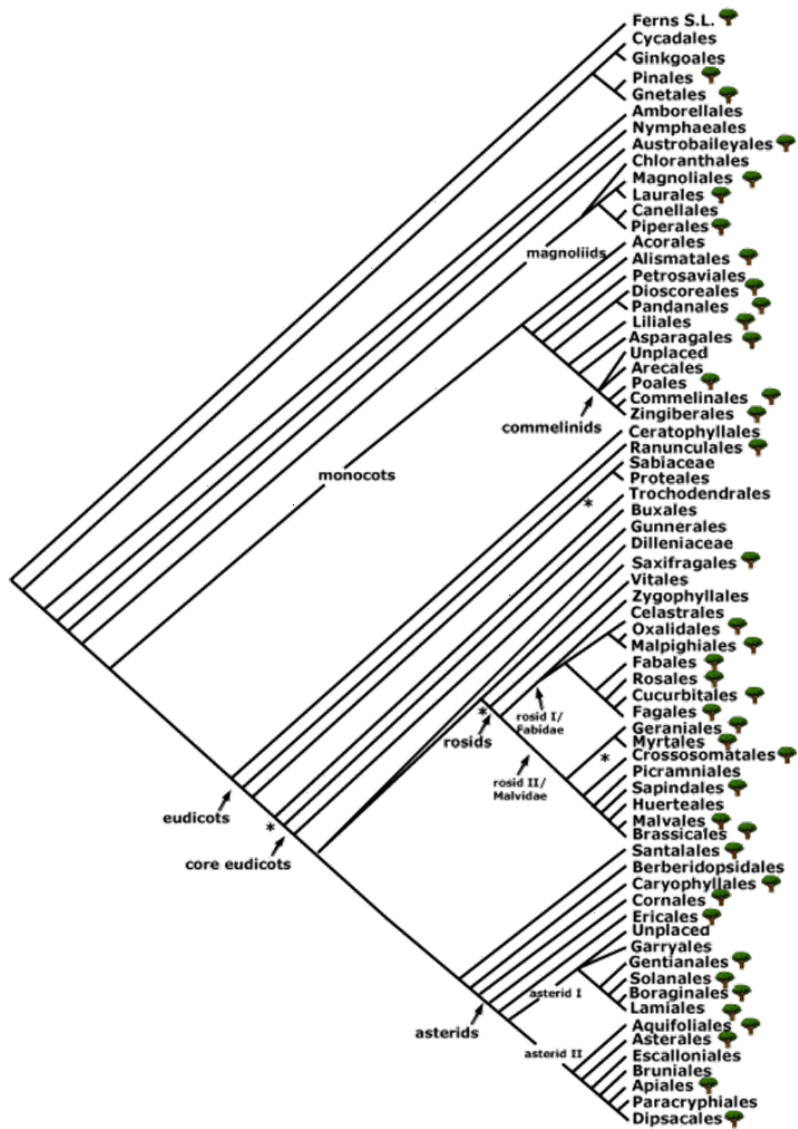 Ferns S.L.
Cycadales
Ginkgoales
Pinales
Gnetales
Amborellales
Nymphaeales
Austrobaileyales
Chloranthales
Magnoliales
Laurales
Canellales
Piperales
Acorales
magnoliids
Alismatales
Petrosaviales
Dioscoreales
Pandanales
Liliales
Asparagales
Unplaced
Arecales
Poales
Commelinales
Zingiberales
commelinids
Ceratophyllales
Ranunculales
Sabiaceae
monocots
Proteales
Trochodendrales
*
Buxales
Gunnerales
Dilleniaceae
Saxifragales
Vitales
Zygophyllales
Celastrales
Oxalidales
Malpighiales
Fabales
Rosales
Cucurbitales
Fagales
*
rosid I/
Fabidae
Geraniales
rosids
Myrtales
Crossosomatales
*
Picramniales
rosid II/
Malvidae
Sapindales
Huerteales
Malvales
eudicots
*
Brassicales
Santalales
core eudicots
Berberidopsidales
Caryophyllales
Cornales
Ericales
Unplaced
Garryales
Gentianales
Solanales
asterid I
Boraginales
Lamiales
Aquifoliales
asterids
Asterales
asterid II
Escalloniales
Bruniales
Apiales
Paracryphiales
Dipsacales